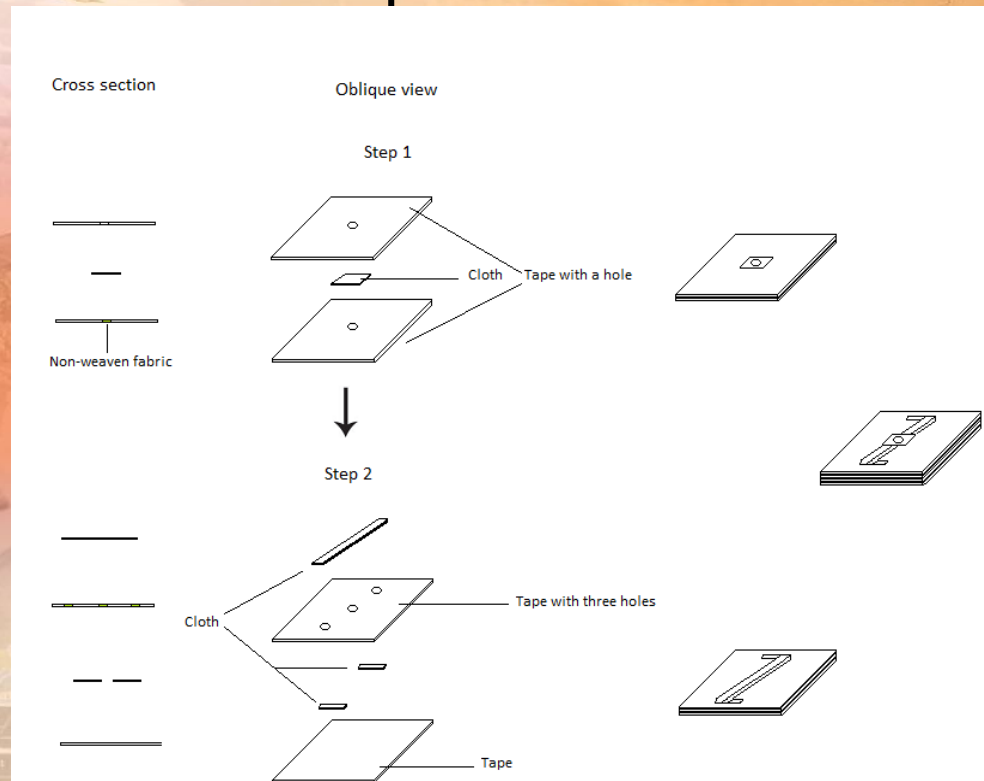 Cross section
Oblique view
Step 1
Cloth
Tape with a hole
Non-weaven fabric
Step 2
Tape with three holes
Cloth
Tape